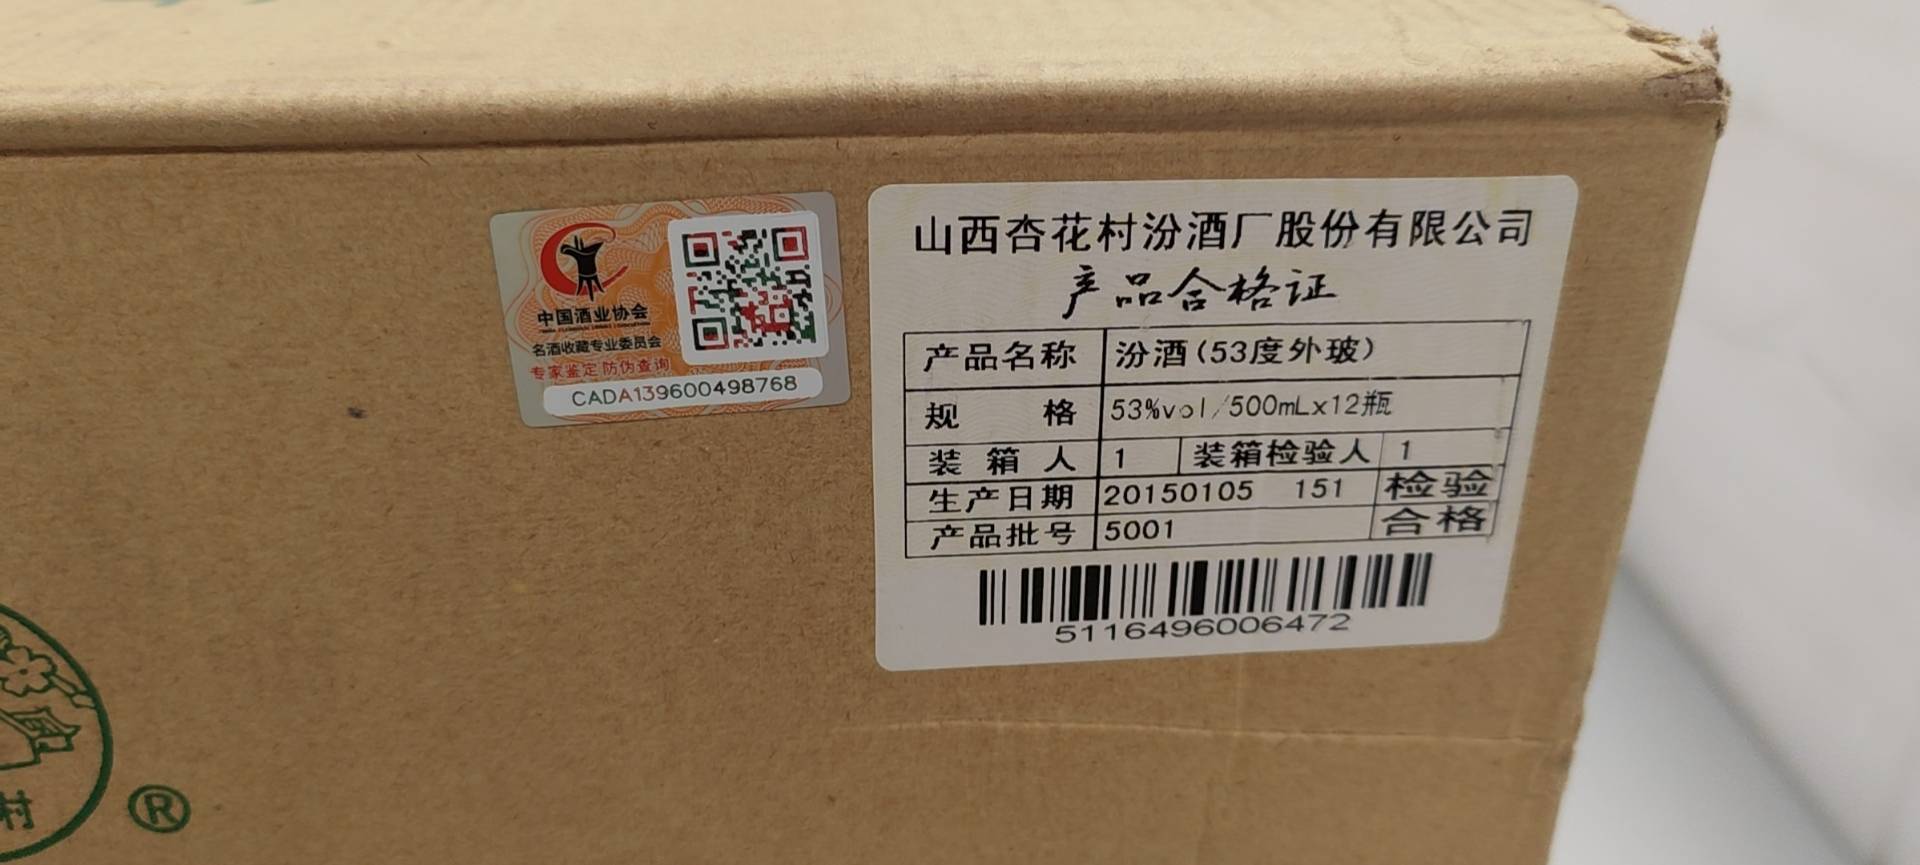 中国酒业协会
名酒收藏专业委员会
专家鉴定 防伪查询
CADA139600498768
山西杏花村汾酒厂股份有限公司
产品合格证
产品名称 汾酒(53度外玻)
规格 53%vol/500mLx12瓶
装箱人 1 装箱检验人 1
生产日期 20150105 151 检验
产品批号 5001 合格
5116496006472
村
®